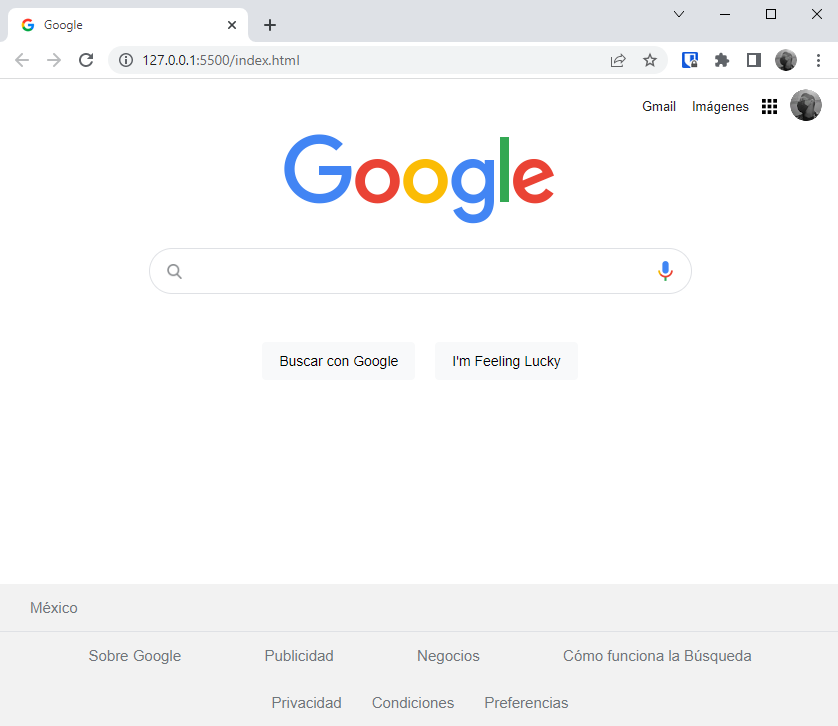 Google
127.0.0.1:5500/index.html
Gmail Imágenes
Google
Buscar con Google I'm Feeling Lucky
México
Sobre Google Publicidad Negocios Cómo funciona la Búsqueda
Privacidad Condiciones Preferencias